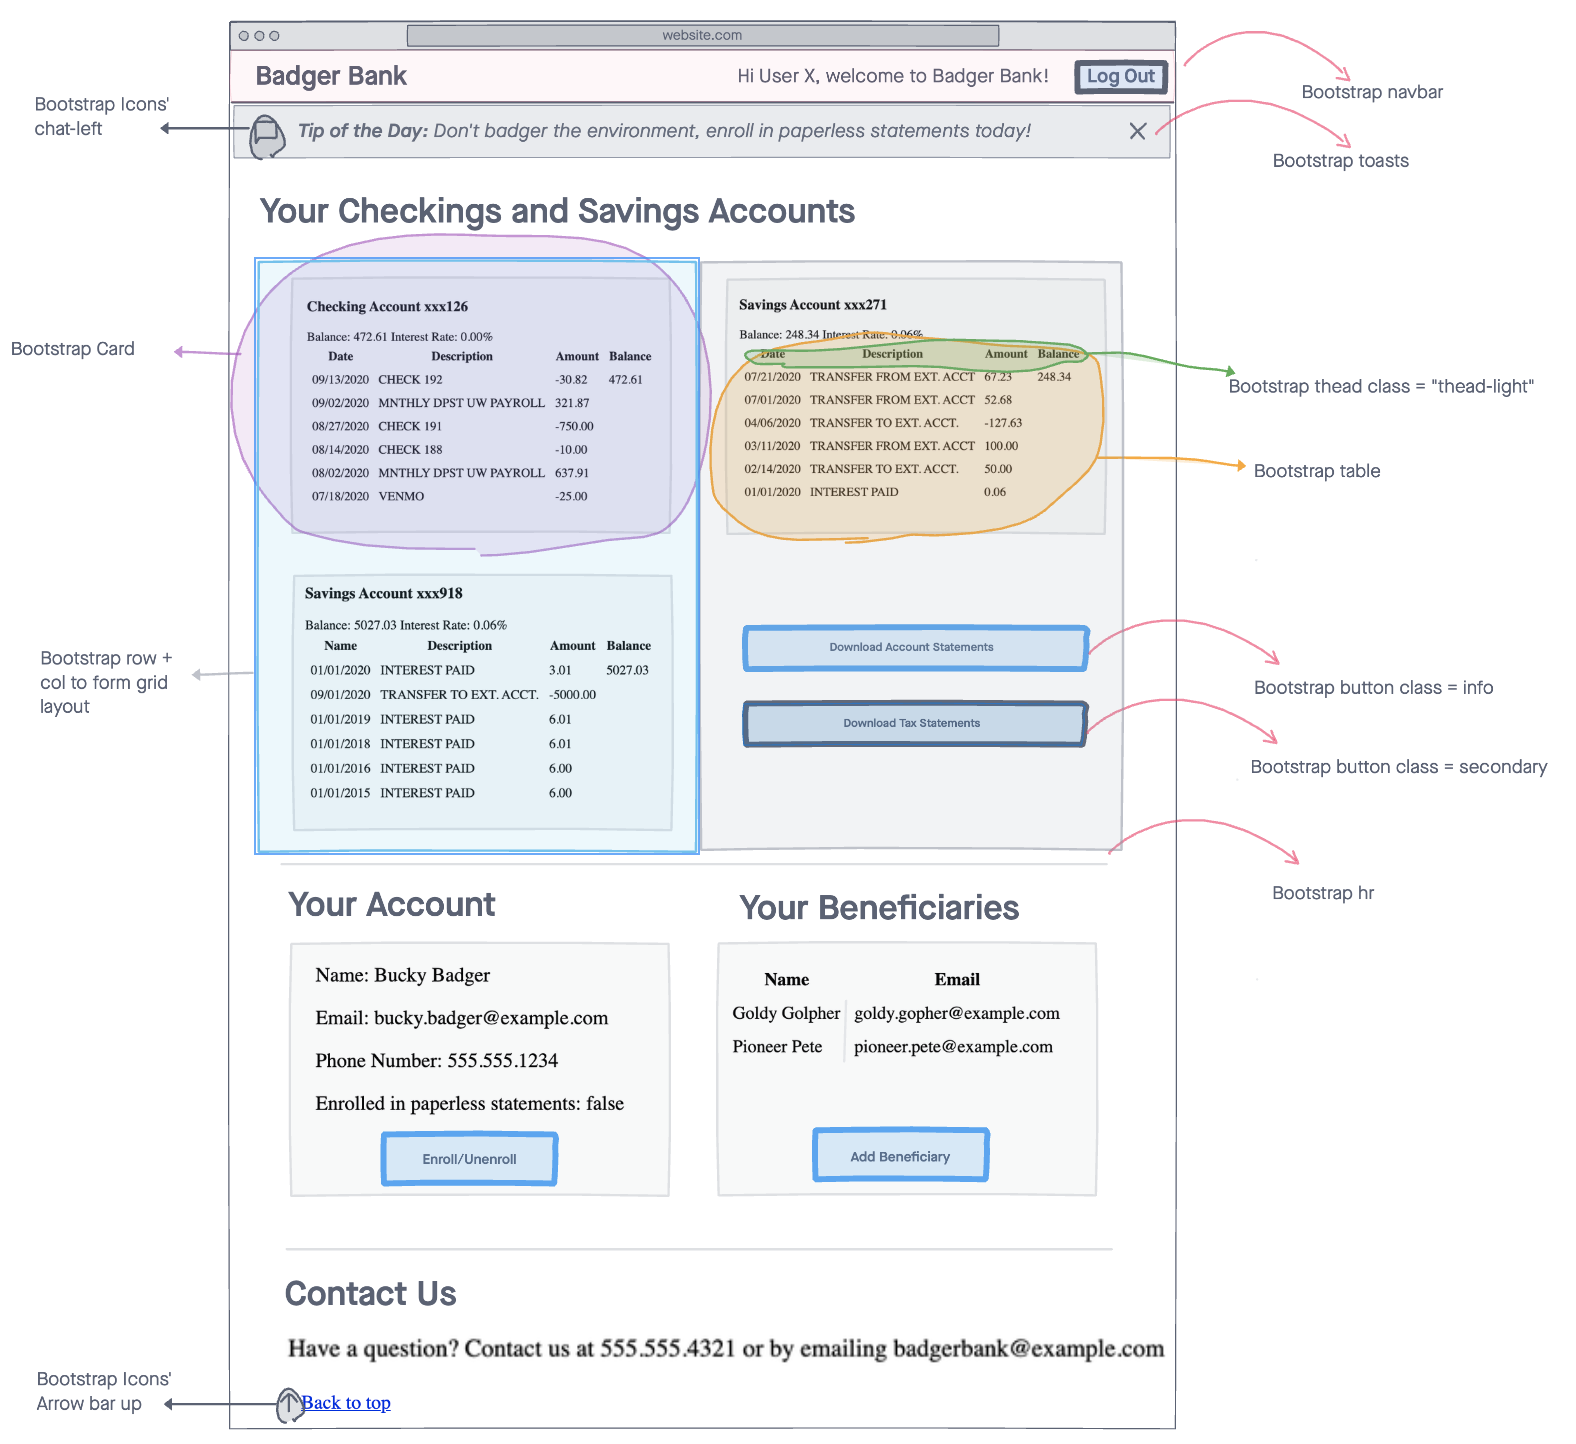 website.com
Badger Bank
Hi User X, welcome to Badger Bank!
Log Out
Bootstrap navbar
Bootstrap Icons'
chat-left
Tip of the Day: Don't badger the environment, enroll in paperless statements today!
Bootstrap toasts
Your Checkings and Savings Accounts
Bootstrap Card
Checking Account xxx126
Balance: 472.61 Interest Rate: 0.00%
Date Description Amount Balance
09/13/2020 CHECK 192 -30.82 472.61
09/02/2020 MNTHLY DPST UW PAYROLL 321.87
08/27/2020 CHECK 191 -750.00
08/14/2020 CHECK 188 -10.00
08/02/2020 MNTHLY DPST UW PAYROLL 637.91
07/18/2020 VENMO -25.00
Savings Account xxx271
Balance: 248.34 Interest Rate: 0.06%
Date Description Amount Balance
07/21/2020 TRANSFER FROM EXT. ACCT 67.23 248.34
07/01/2020 TRANSFER FROM EXT. ACCT 52.68
04/06/2020 TRANSFER TO EXT. ACCT. -127.63
03/11/2020 TRANSFER FROM EXT. ACCT 100.00
02/14/2020 TRANSFER TO EXT. ACCT. 50.00
01/01/2020 INTEREST PAID 0.06
Bootstrap thead class = "thead-light"
Bootstrap table
Bootstrap row +
col to form grid
layout
Savings Account xxx918
Balance: 5027.03 Interest Rate: 0.06%
Name Description Amount Balance
01/01/2020 INTEREST PAID 3.01 5027.03
09/01/2020 TRANSFER TO EXT. ACCT. -5000.00
01/01/2019 INTEREST PAID 6.01
01/01/2018 INTEREST PAID 6.01
01/01/2016 INTEREST PAID 6.00
01/01/2015 INTEREST PAID 6.00
Download Account Statements
Bootstrap button class = info
Download Tax Statements
Bootstrap button class = secondary
Bootstrap hr
Your Account
Name: Bucky Badger
Email: bucky.badger@example.com
Phone Number: 555.555.1234
Enrolled in paperless statements: false
Enroll/Unenroll
Your Beneficiaries
Name Email
Goldy Golpher goldy.gopher@example.com
Pioneer Pete pioneer.pete@example.com
Add Beneficiary
Contact Us
Have a question? Contact us at 555.555.4321 or by emailing badgerbank@example.com
Bootstrap Icons'
Arrow bar up
Back to top